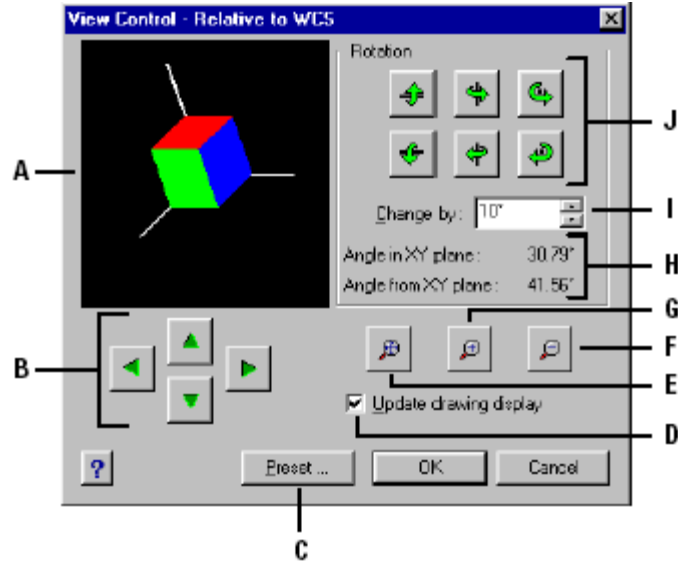 View Control - Relative to WCS
Rotation
J
A
Change by: 10°
I
Angle in XY plane: 30.79°
H
Angle from XY plane: 41.56°
G
F
B
E
Update drawing display
D
?
Preset ...
OK
Cancel
C